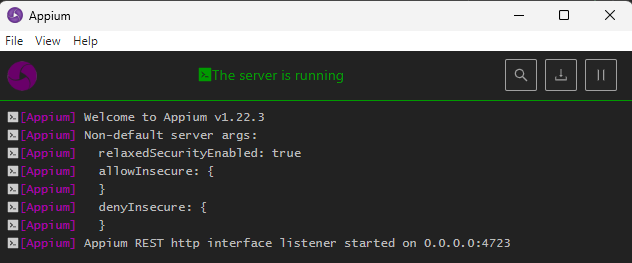 Appium
File View Help
The server is running
[Appium] Welcome to Appium v1.22.3
[Appium] Non-default server args:
[Appium]   relaxedSecurityEnabled: true
[Appium]   allowInsecure: {
[Appium]   }
[Appium]   denyInsecure: {
[Appium]   }
[Appium] Appium REST http interface listener started on 0.0.0.0:4723